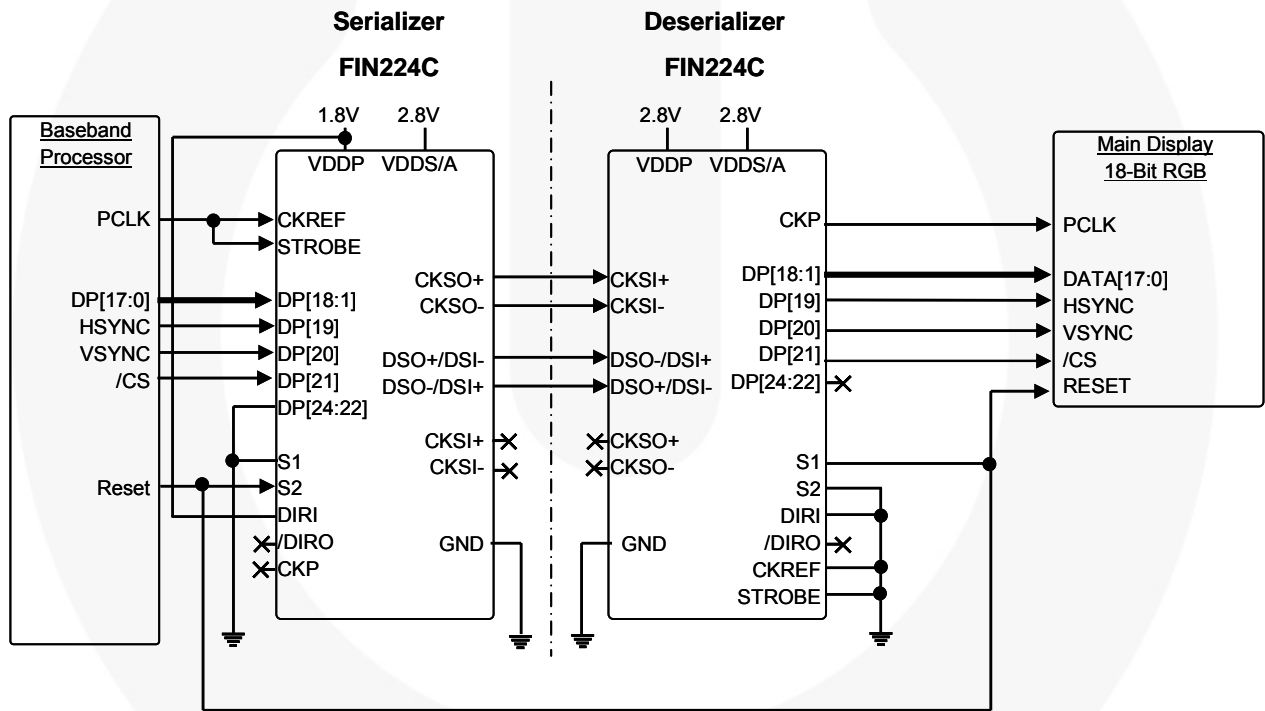 Serializer
FIN224C
Deserializer
FIN224C
1.8V 2.8V
2.8V 2.8V
Baseband
Processor
PCLK
DP[17:0]
HSYNC
VSYNC
/CS
Reset
VDDP VDDS/A
CKREF
STROBE
DP[18:1]
DP[19]
DP[20]
DP[21]
DP[24:22]
S1
S2
DIRI
/DIRO
CKP
CKSO+
CKSO-
DSO+/DSI-
DSO-/DSI+
CKSI+
CKSI-
GND
VDDP VDDS/A
CKSI+
CKSI-
DSO-/DSI+
DSO+/DSI-
CKSO+
CKSO-
GND
CKP
DP[18:1]
DP[19]
DP[20]
DP[21]
DP[24:22]
S1
S2
DIRI
/DIRO
CKREF
STROBE
Main Display
18-Bit RGB
PCLK
DATA[17:0]
HSYNC
VSYNC
/CS
RESET